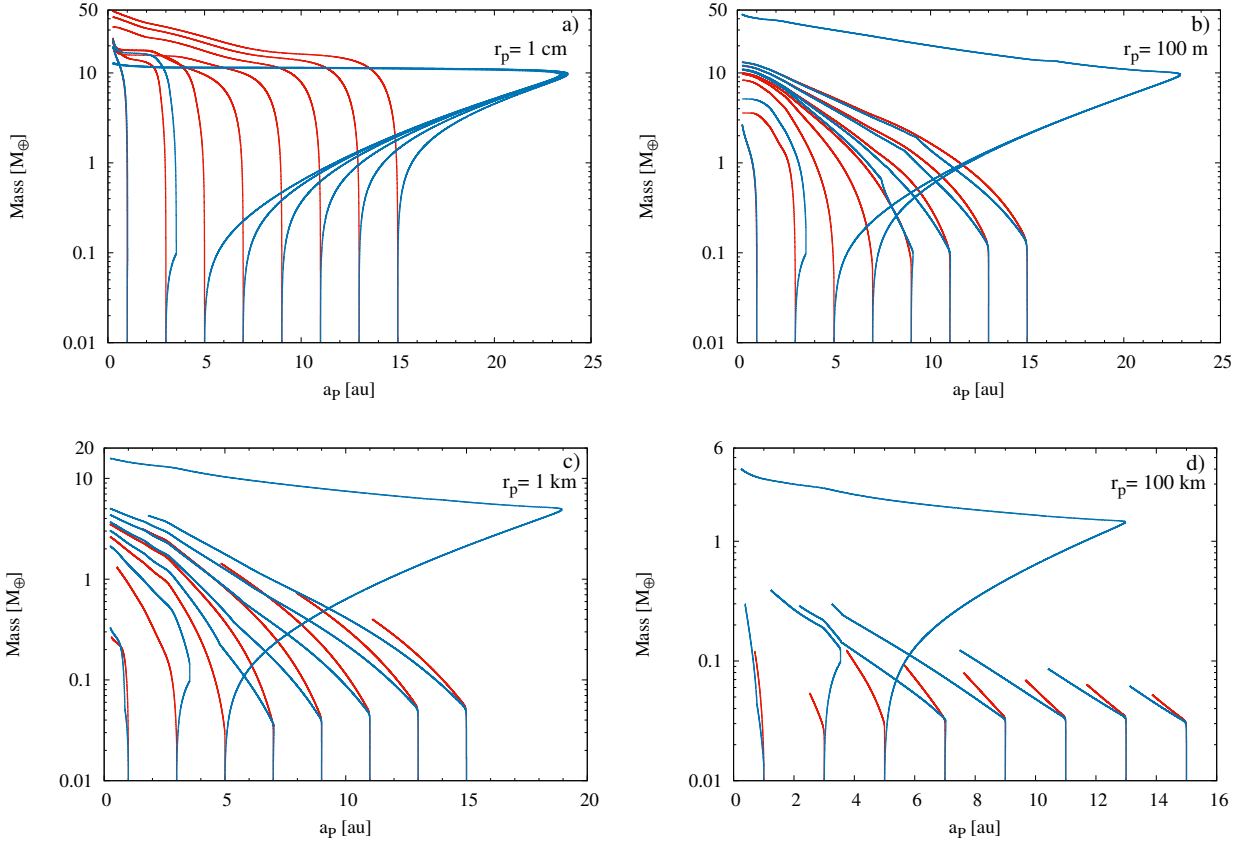 a)
r_p= 1 cm
50
10
1
0.1
0.01
Mass [M⊕]
0 5 10 15 20 25
a_P [au]
b)
r_p= 100 m
50
10
1
0.1
0.01
Mass [M⊕]
0 5 10 15 20 25
a_P [au]
c)
r_p= 1 km
20
10
1
0.1
0.01
Mass [M⊕]
0 5 10 15 20
a_P [au]
d)
r_p= 100 km
6
1
0.1
0.01
Mass [M⊕]
0 2 4 6 8 10 12 14 16
a_P [au]